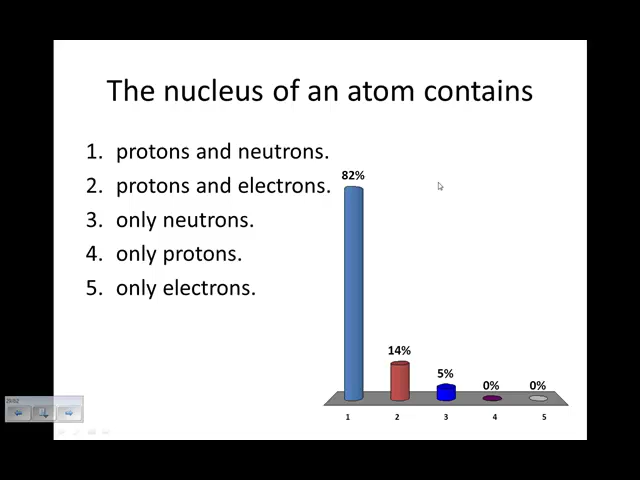 The nucleus of an atom contains
1. protons and neutrons.
2. protons and electrons.
3. only neutrons.
4. only protons.
5. only electrons.
82%
14%
5%
0%
0%
1
2
3
4
5